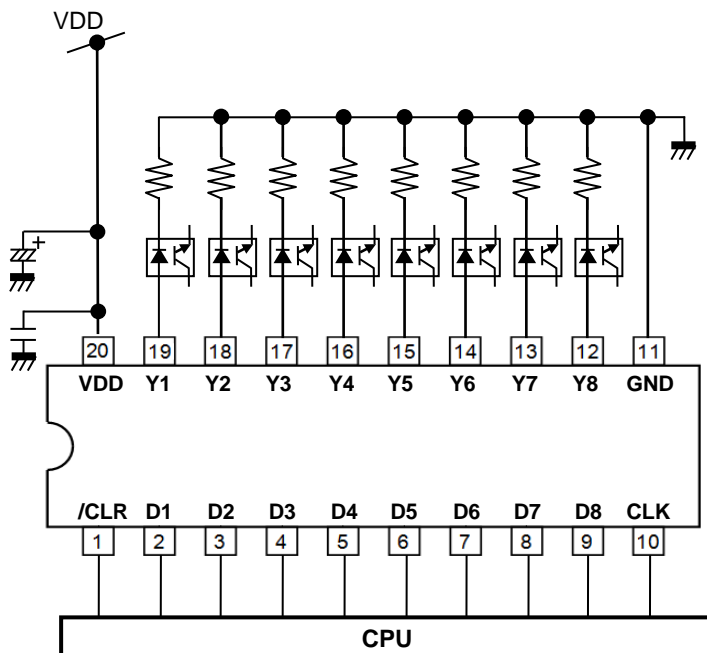 VDD
+
20 19 18 17 16 15 14 13 12 11
VDD Y1 Y2 Y3 Y4 Y5 Y6 Y7 Y8 GND
/CLR D1 D2 D3 D4 D5 D6 D7 D8 CLK
1 2 3 4 5 6 7 8 9 10
CPU